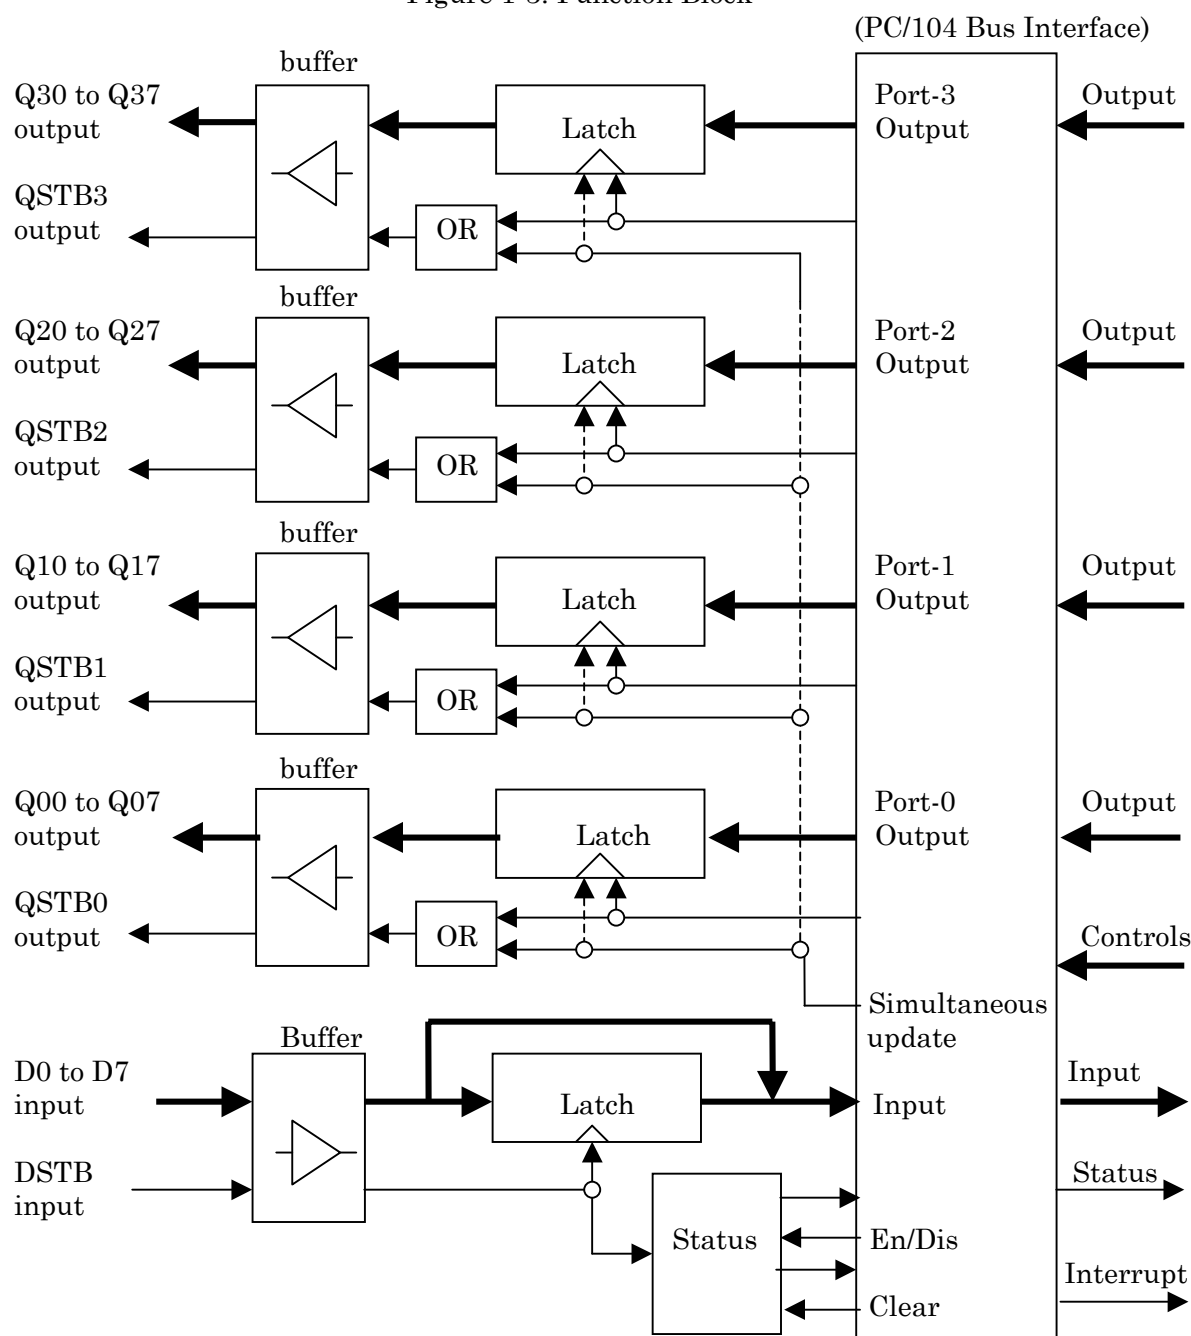 Figure 1-3. Function Block
(PC/104 Bus Interface)
buffer
Q30 to Q37
output
Latch
Port-3
Output
Output
QSTB3
output
OR
buffer
Q20 to Q27
output
Latch
Port-2
Output
Output
QSTB2
output
OR
buffer
Q10 to Q17
output
Latch
Port-1
Output
Output
QSTB1
output
OR
buffer
Q00 to Q07
output
Latch
Port-0
Output
Output
QSTB0
output
OR
Controls
Simultaneous
update
Buffer
D0 to D7
input
Latch
Input
Input
DSTB
input
Status
Status
En/Dis
Interrupt
Clear